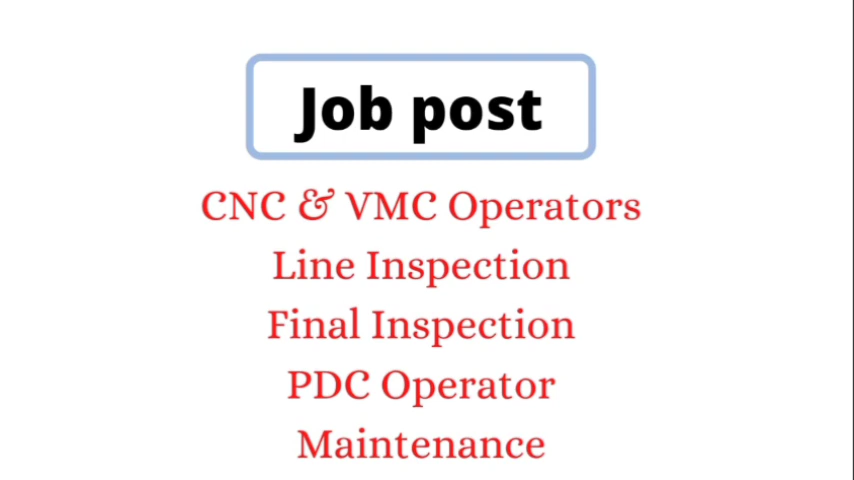 Job post
CNC & VMC Operators
Line Inspection
Final Inspection
PDC Operator
Maintenance